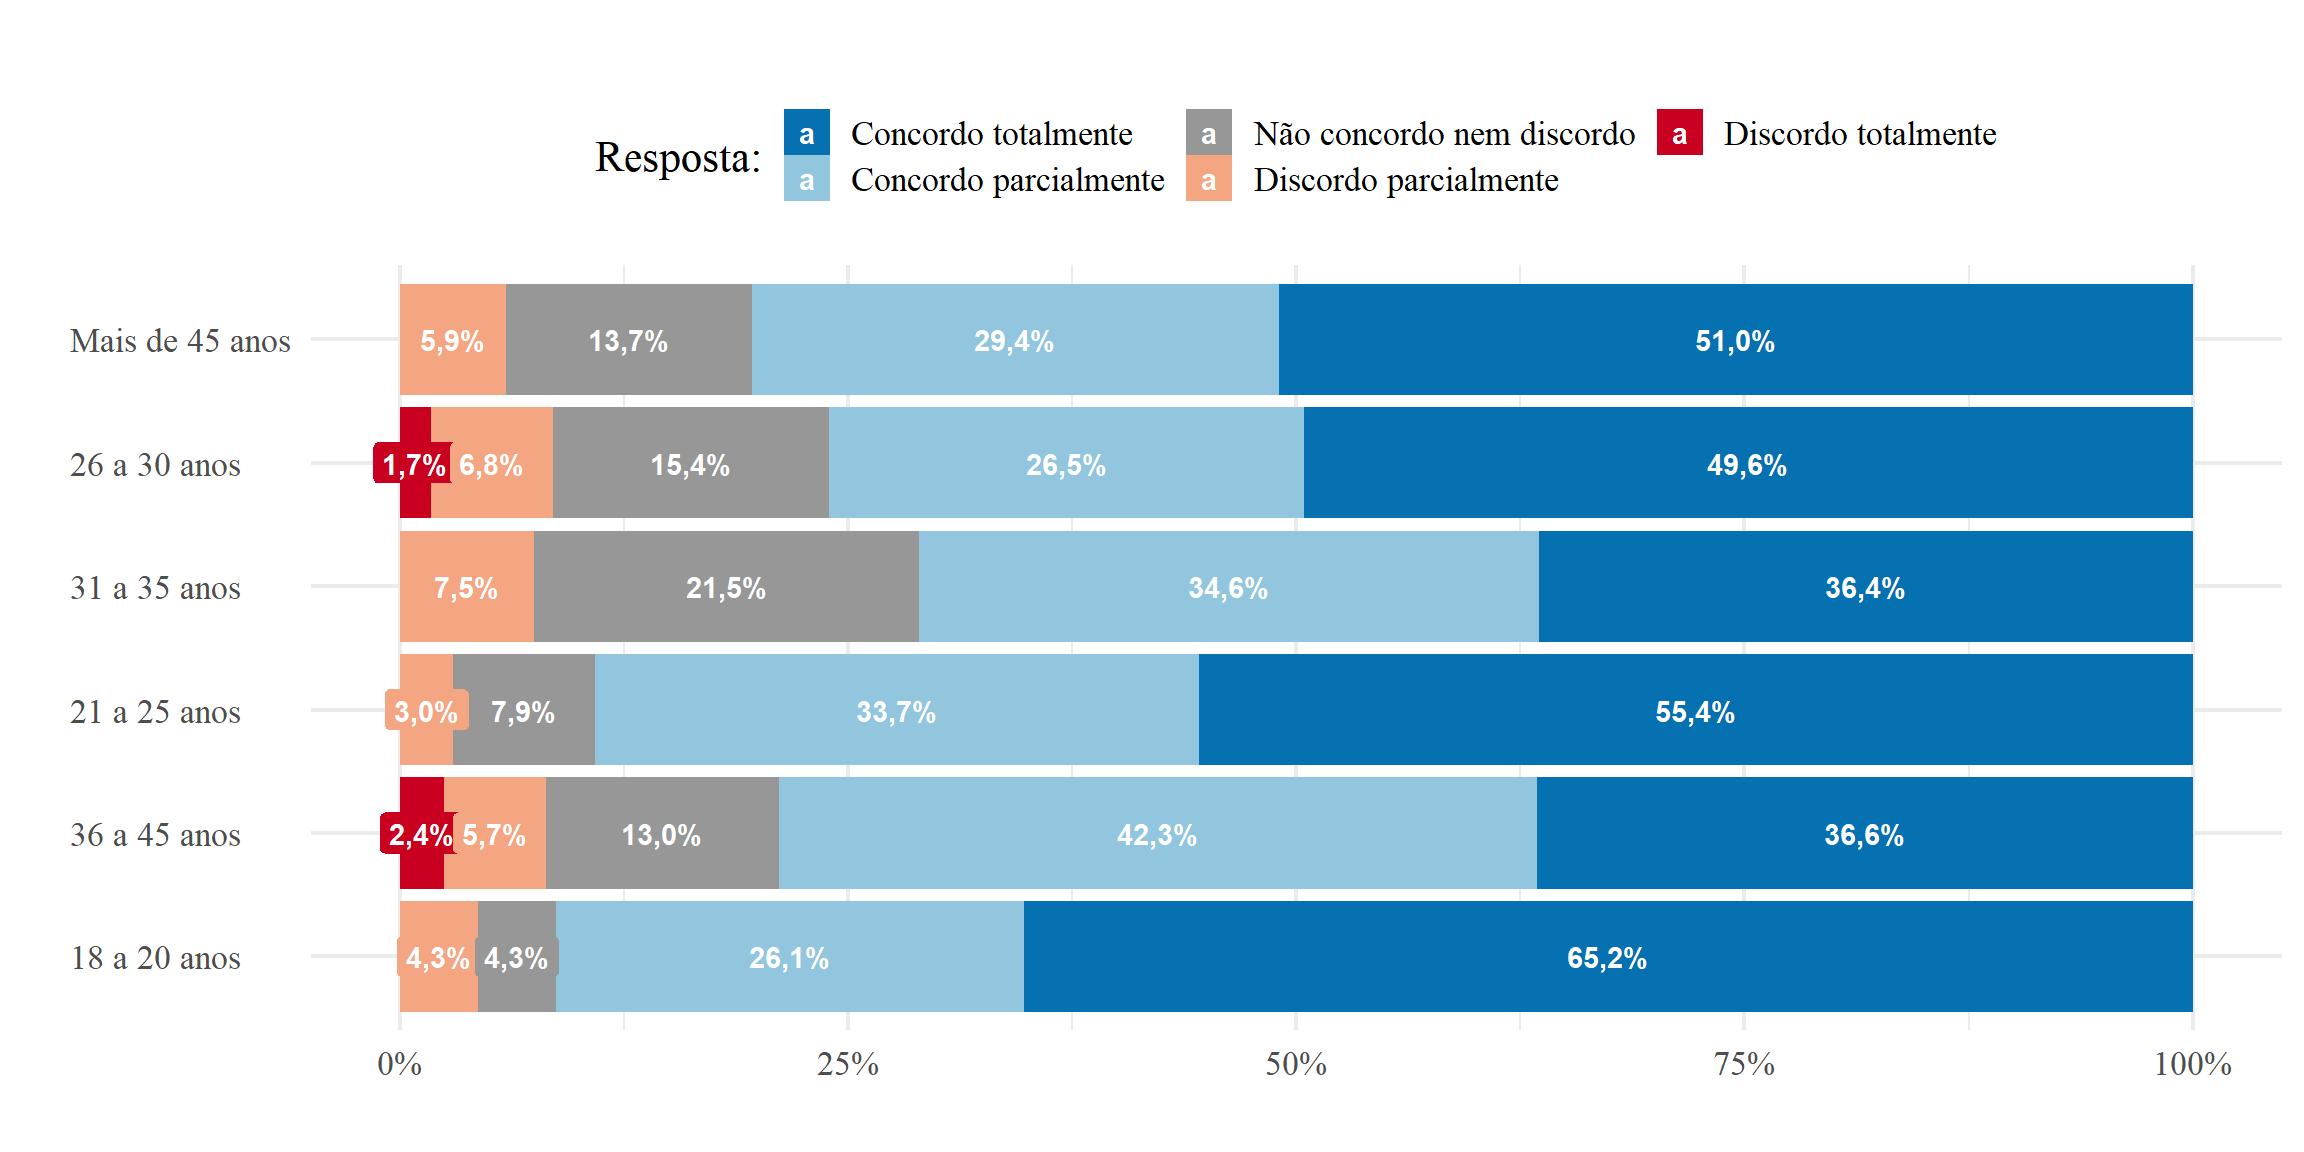 Resposta:
a Concordo totalmente
a Concordo parcialmente
a Não concordo nem discordo
a Discordo parcialmente
a Discordo totalmente
Mais de 45 anos 5,9% 13,7% 29,4% 51,0%
26 a 30 anos 1,7% 6,8% 15,4% 26,5% 49,6%
31 a 35 anos 7,5% 21,5% 34,6% 36,4%
21 a 25 anos 3,0% 7,9% 33,7% 55,4%
36 a 45 anos 2,4% 5,7% 13,0% 42,3% 36,6%
18 a 20 anos 4,3% 4,3% 26,1% 65,2%
0% 25% 50% 75% 100%